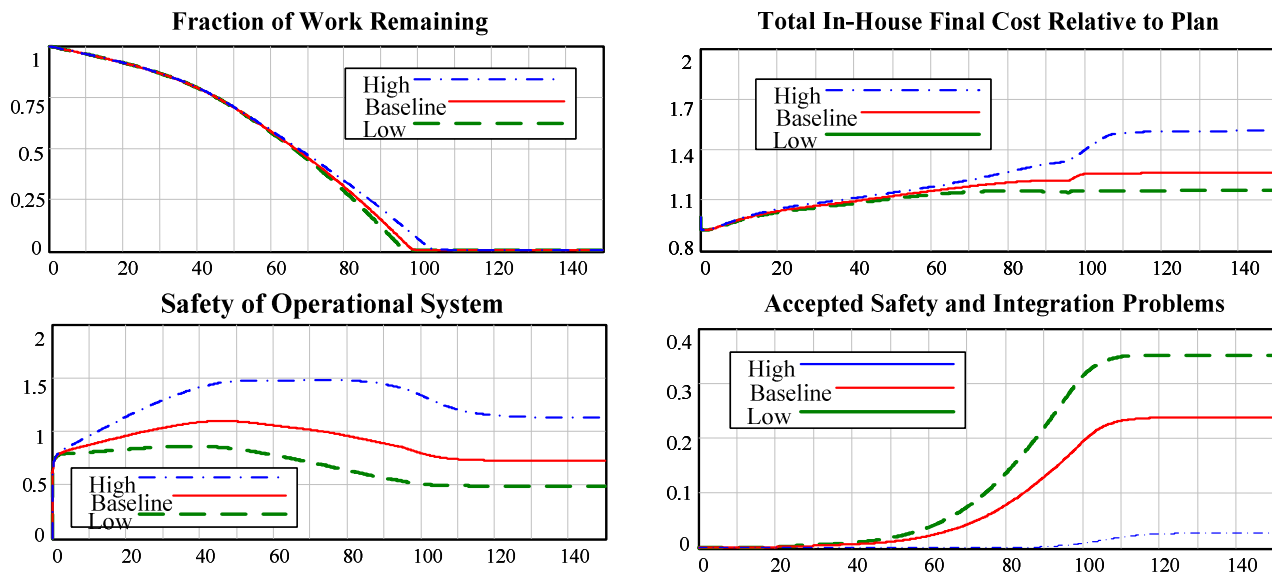 Fraction of Work Remaining
1
0.75
0.5
0.25
0
High
Baseline
Low
0 20 40 60 80 100 120 140
Total In-House Final Cost Relative to Plan
2
1.7
1.4
1.1
0.8
High
Baseline
Low
0 20 40 60 80 100 120 140
Safety of Operational System
2
1.5
1
0.5
0
High
Baseline
Low
0 20 40 60 80 100 120 140
Accepted Safety and Integration Problems
0.4
0.3
0.2
0.1
0
High
Baseline
Low
0 20 40 60 80 100 120 140